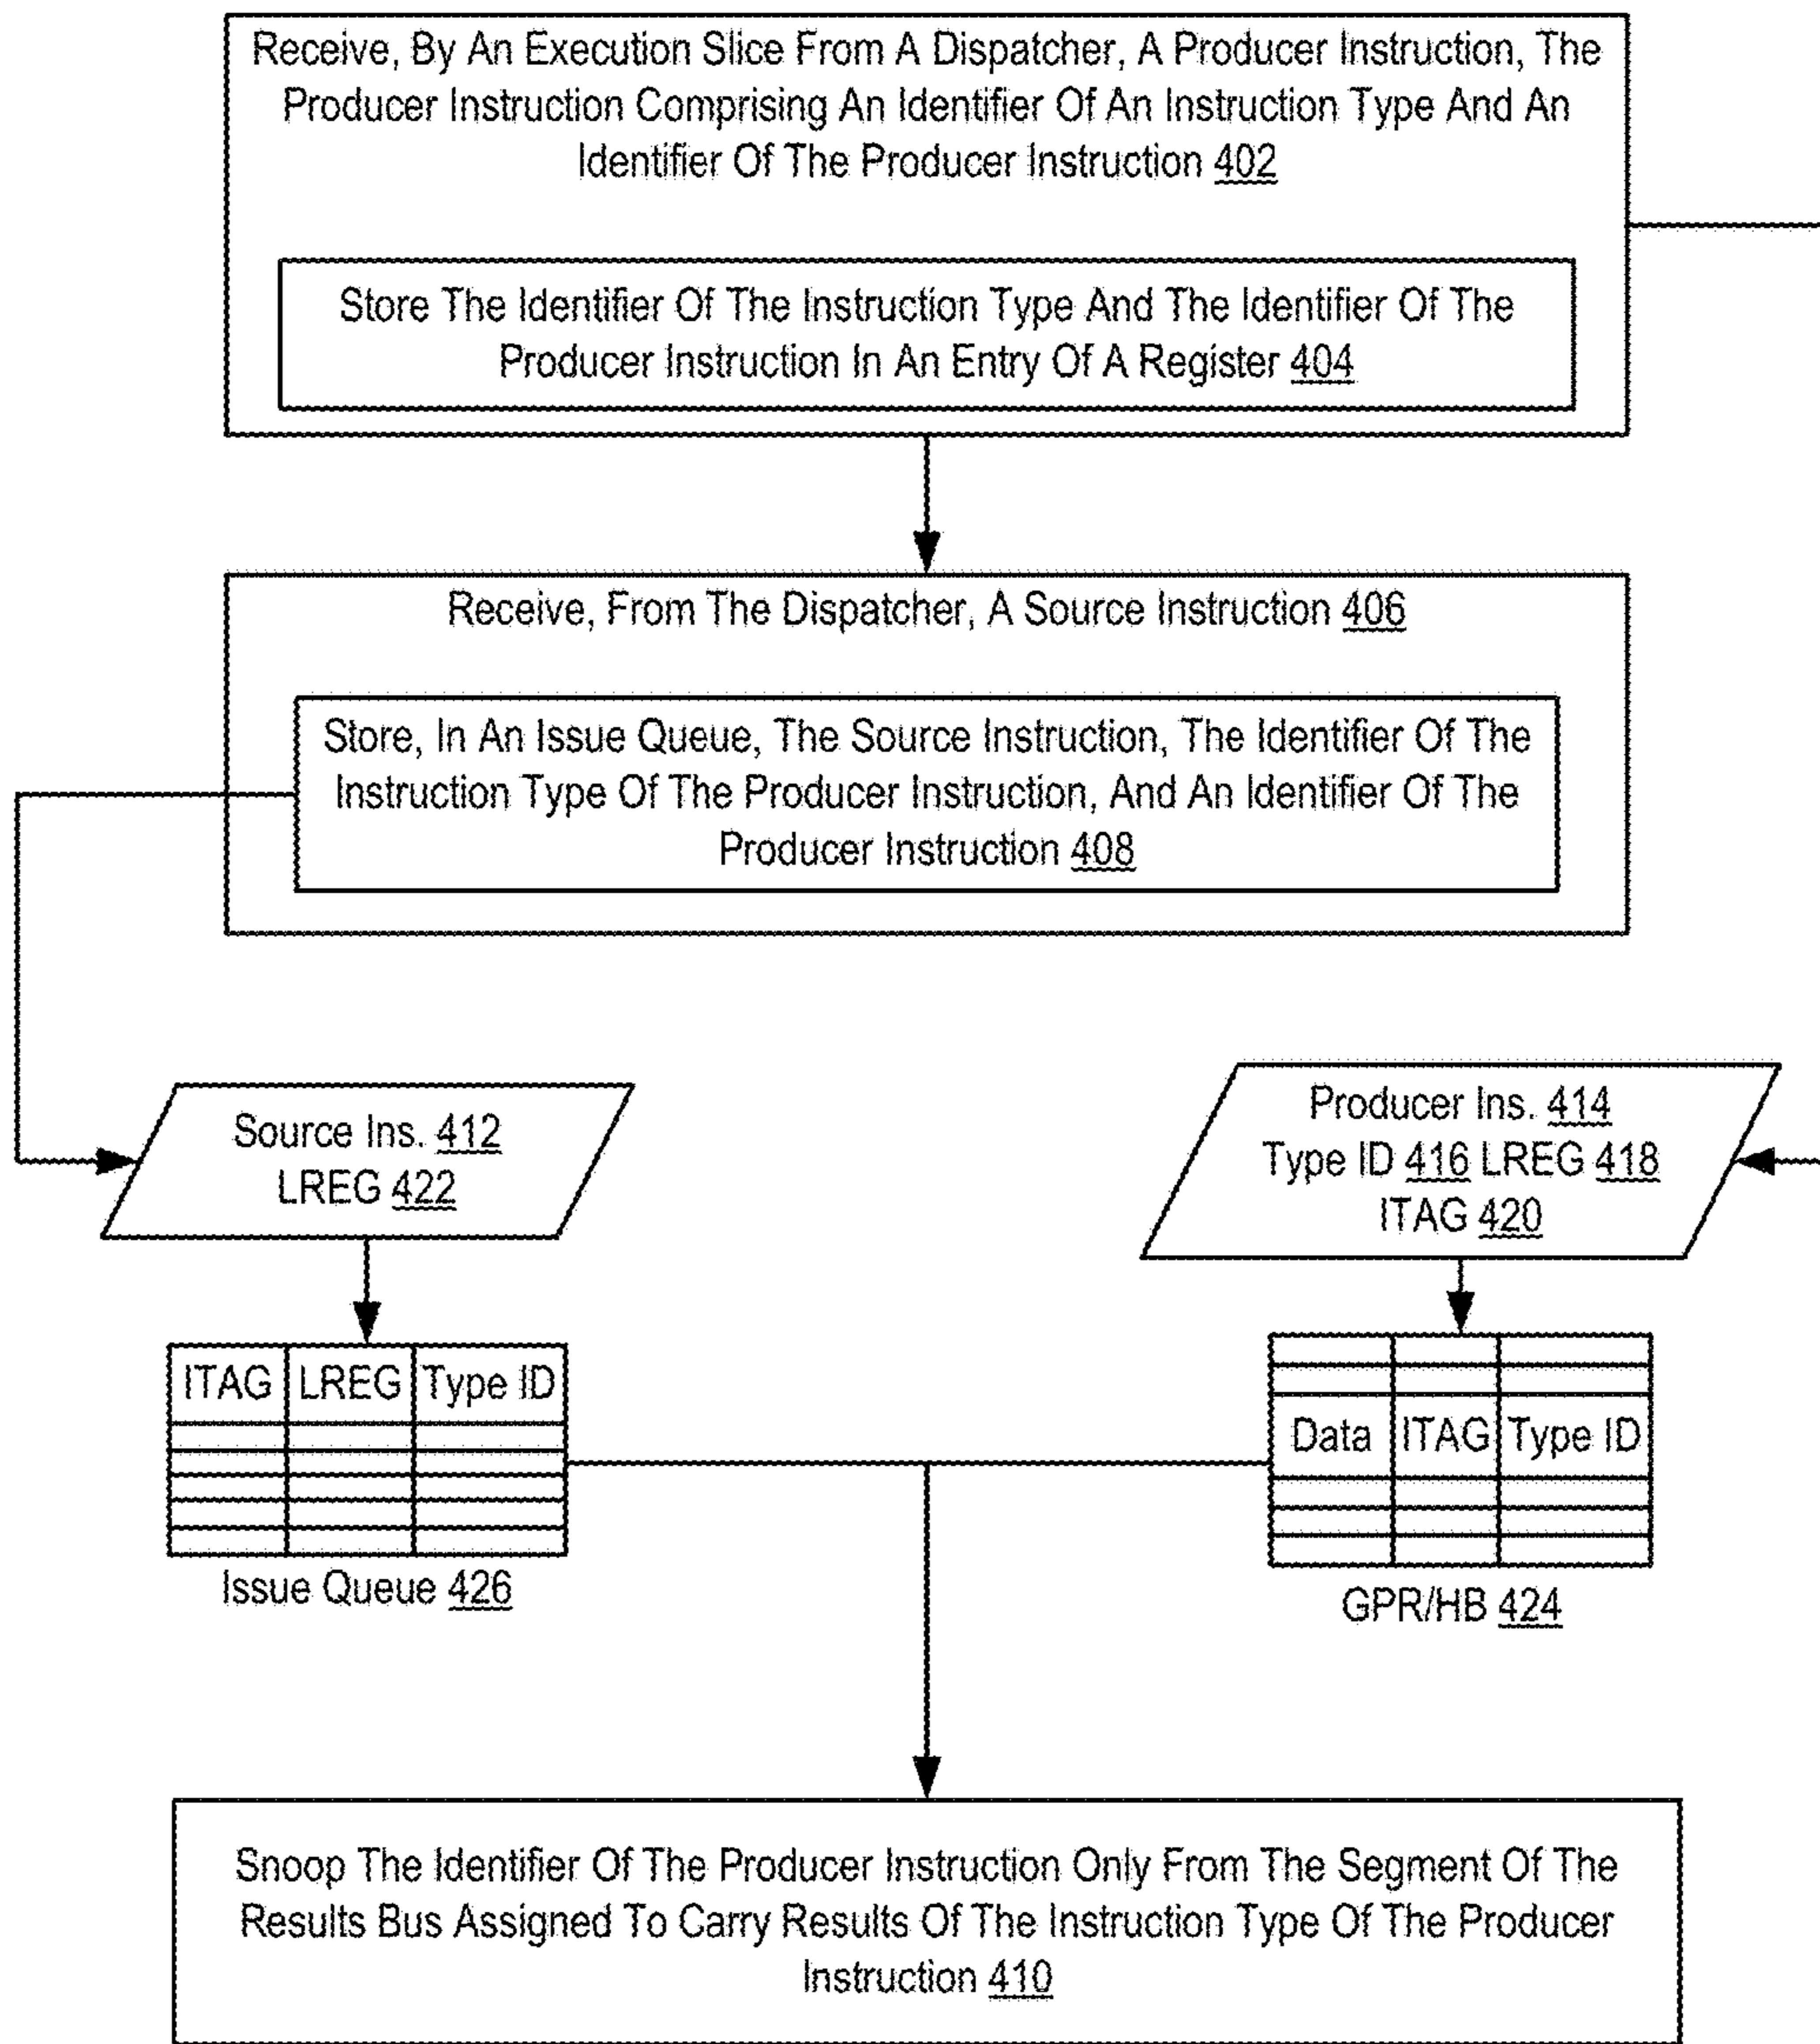 Receive, By An Execution Slice From A Dispatcher, A Producer Instruction, The
Producer Instruction Comprising An Identifier Of An Instruction Type And An
Identifier Of The Producer Instruction 402
Store The Identifier Of The Instruction Type And The Identifier Of The
Producer Instruction In An Entry Of A Register 404
Receive, From The Dispatcher, A Source Instruction 406
Store, In An Issue Queue, The Source Instruction, The Identifier Of The
Instruction Type Of The Producer Instruction, And An Identifier Of The
Producer Instruction 408
Source Ins. 412
LREG 422
Producer Ins. 414
Type ID 416 LREG 418
ITAG 420
ITAG LREG Type ID
Issue Queue 426
Data ITAG Type ID
GPR/HB 424
Snoop The Identifier Of The Producer Instruction Only From The Segment Of The
Results Bus Assigned To Carry Results Of The Instruction Type Of The Producer
Instruction 410